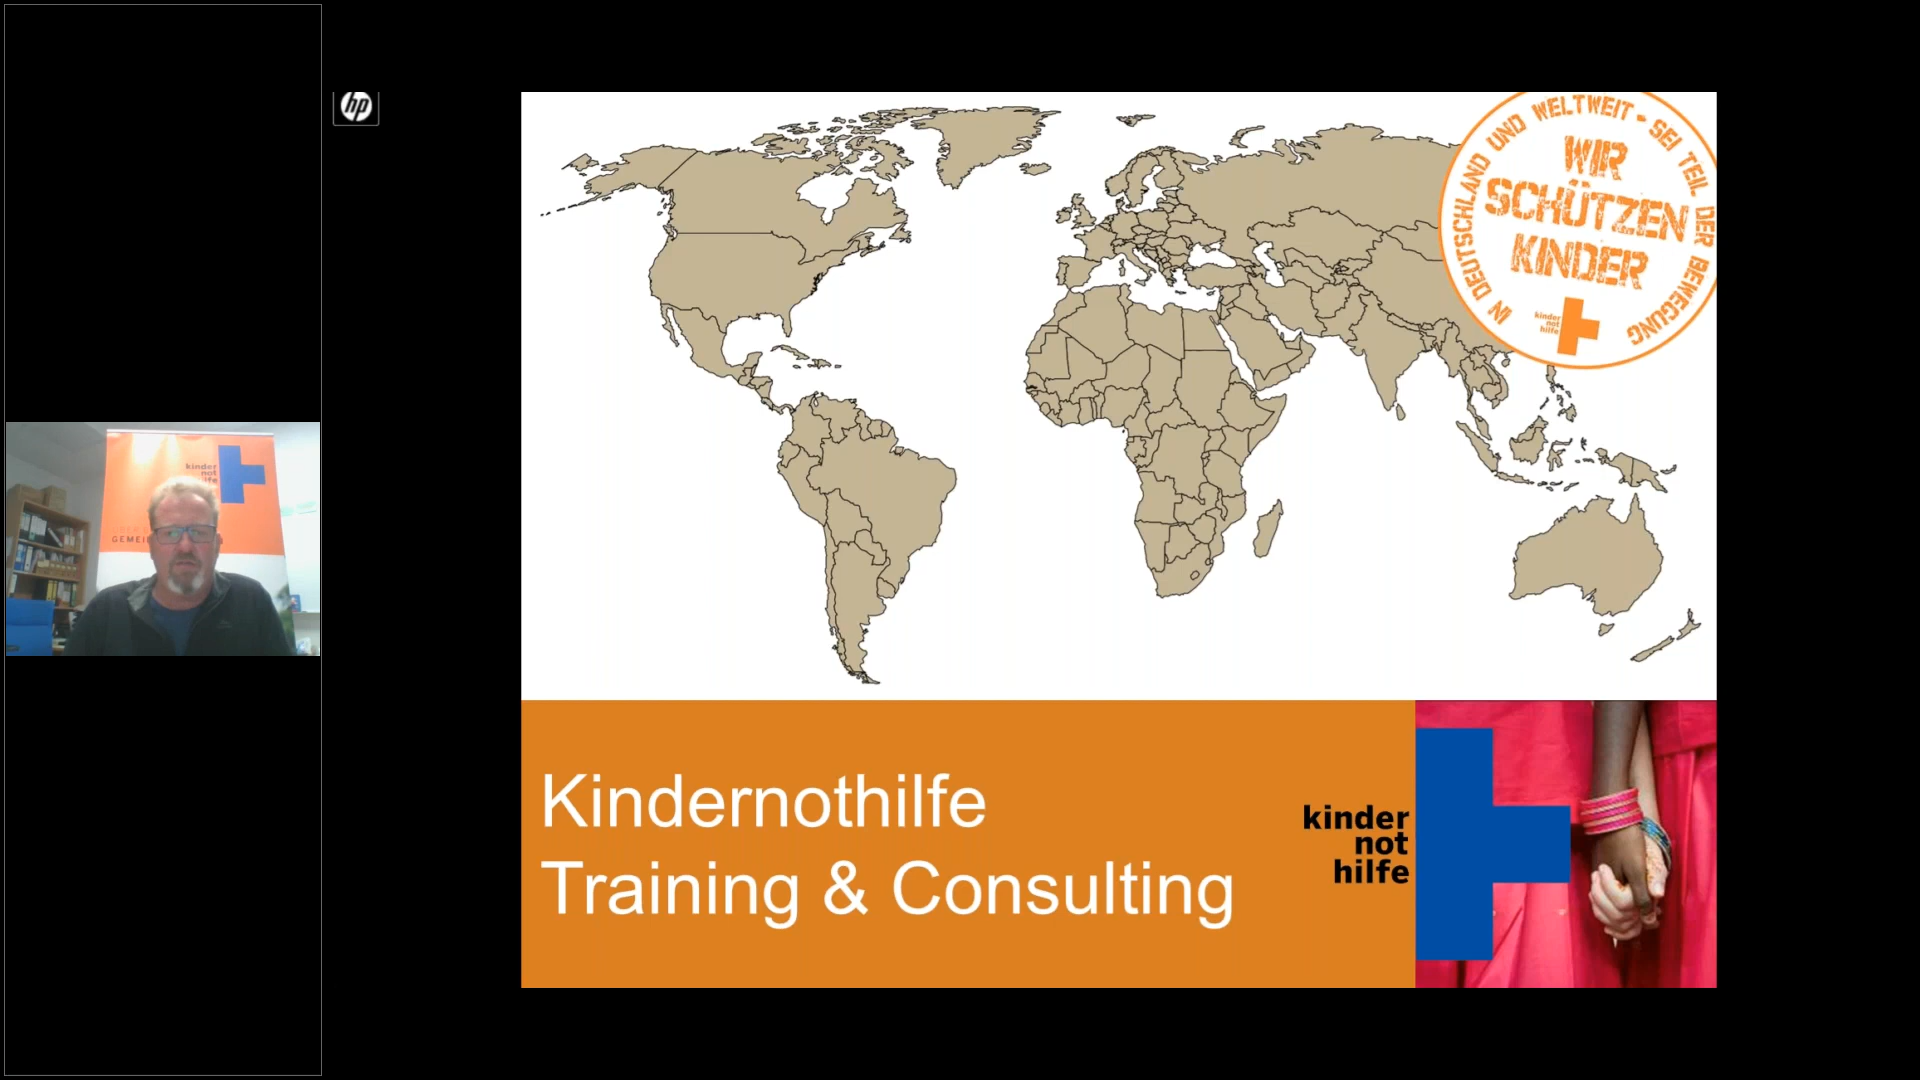 hp
kinder
not
GEMEI
IN DEUTSCHLAND UND WELTWEIT - SEI TEIL DER BEWEGUNG
WIR
SCHÜTZEN
KINDER
kinder
not
hilfe
Kindernothilfe
Training & Consulting
kinder
not
hilfe